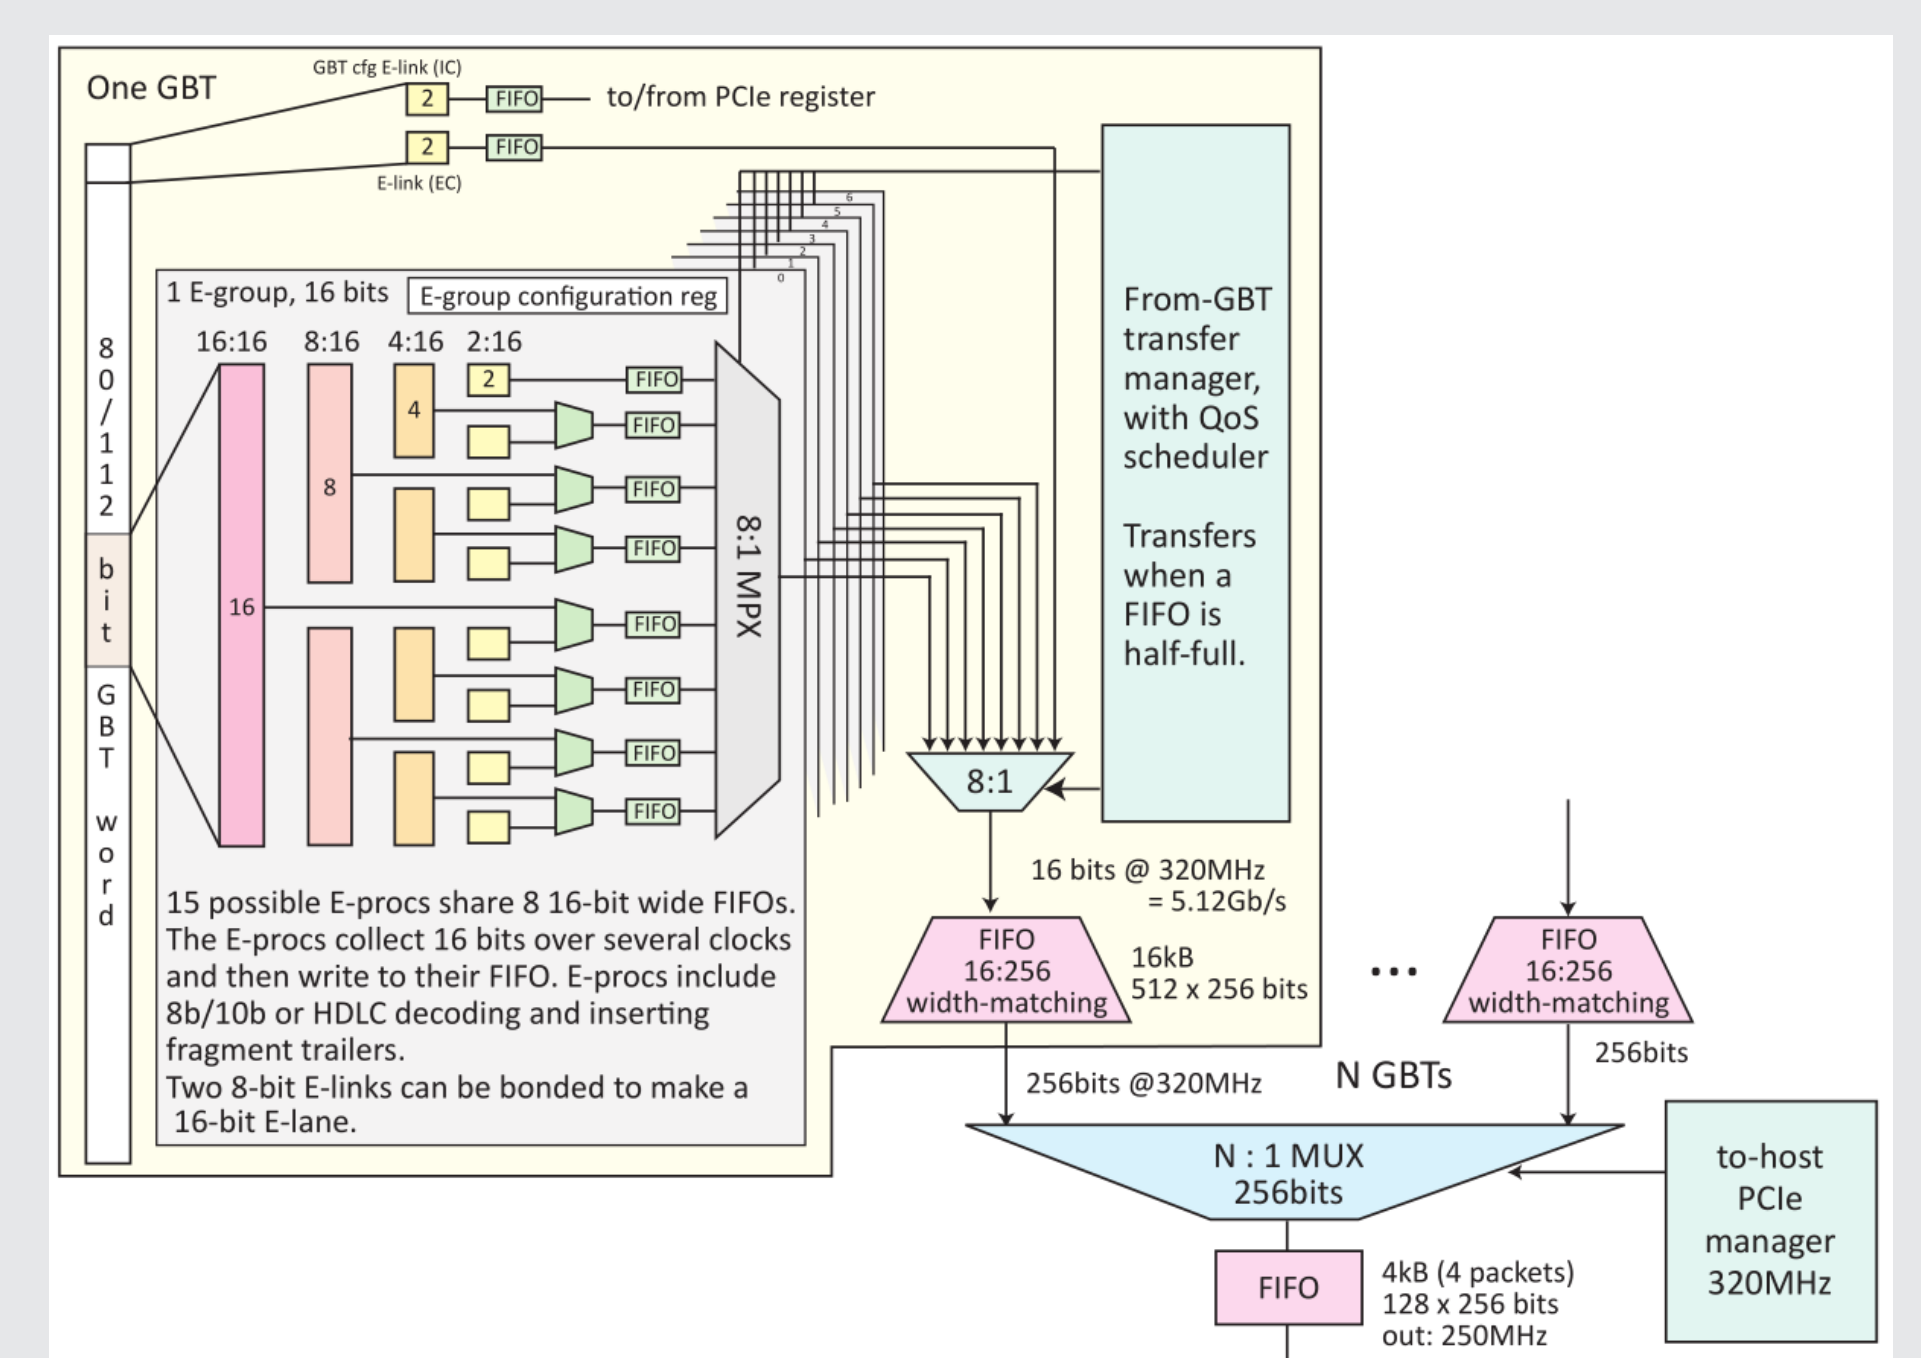 One GBT
GBT cfg E-link (IC)
2
FIFO
to/from PCIe register
2
FIFO
E-link (EC)
80/112 bit GBT word
6
5
4
3
2
1
0
1 E-group, 16 bits
E-group configuration reg
16:16
8:16
4:16
2:16
2
FIFO
4
FIFO
8
FIFO
FIFO
16
FIFO
FIFO
FIFO
FIFO
8:1 MPX
15 possible E-procs share 8 16-bit wide FIFOs.
The E-procs collect 16 bits over several clocks
and then write to their FIFO. E-procs include
8b/10b or HDLC decoding and inserting
fragment trailers.
Two 8-bit E-links can be bonded to make a
16-bit E-lane.
From-GBT
transfer
manager,
with QoS
scheduler
Transfers
when a
FIFO is
half-full.
8:1
16 bits @ 320MHz
= 5.12Gb/s
FIFO
16:256
width-matching
16kB
512 x 256 bits
...
FIFO
16:256
width-matching
256bits @320MHz
N GBTs
256bits
N : 1 MUX
256bits
to-host
PCIe
manager
320MHz
FIFO
4kB (4 packets)
128 x 256 bits
out: 250MHz